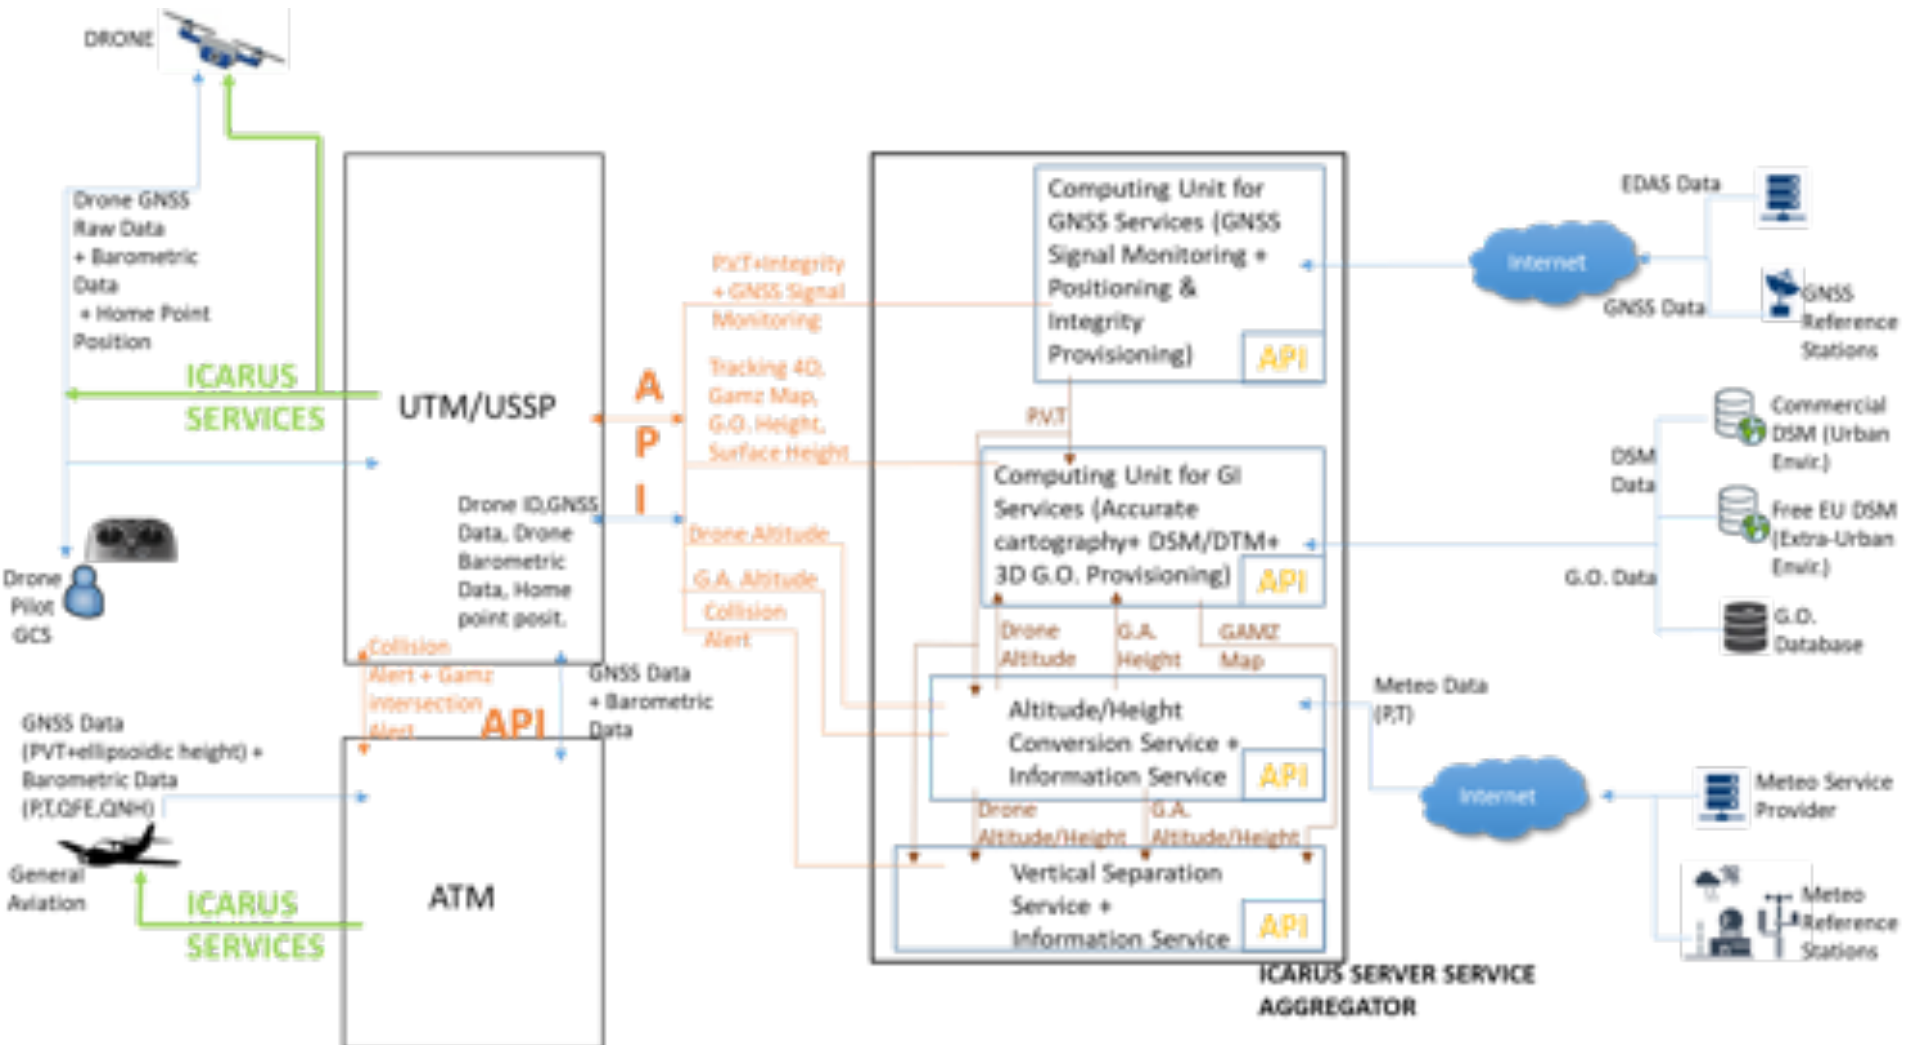 DRONE
Drone GNSS
Raw Data
+ Barometric
Data
+ Home Point
Position
ICARUS
SERVICES
Drone
Pilot
GCS
UTM/USSP
Drone ID,GNSS
Data, Drone
Barometric
Data, Home
point posit.
Collision
Alert + Gamz
intersection
Alert
API
GNSS Data
+ Barometric
Data
GNSS Data
(PVT+ellipsoidic height) +
Barometric Data
(P,T,QFE,QNH)
General
Aviation
ICARUS
SERVICES
ATM
A
P
I
P.V.T+Integrity
+ GNSS Signal
Monitoring
Tracking 4D,
Gamz Map,
G.O. Height,
Surface Height
Drone Altitude
G.A. Altitude
Collision
Alert
Computing Unit for
GNSS Services (GNSS
Signal Monitoring +
Positioning &
Integrity
Provisioning)
API
P.V.T
Computing Unit for GI
Services (Accurate
cartography+ DSM/DTM+
3D G.O. Provisioning)
API
Drone
Altitude
G.A.
Height
GAMZ
Map
Altitude/Height
Conversion Service +
Information Service
API
Drone
Altitude/Height
G.A.
Altitude/Height
Vertical Separation
Service +
Information Service
API
ICARUS SERVER SERVICE
AGGREGATOR
EDAS Data
Internet
GNSS Data
GNSS
Reference
Stations
Commercial
DSM (Urban
Envir.)
DSM
Data
Free EU DSM
(Extra-Urban
Envir.)
G.O. Data
G.O.
Database
Meteo Data
(P,T)
Internet
Meteo Service
Provider
Meteo
Reference
Stations